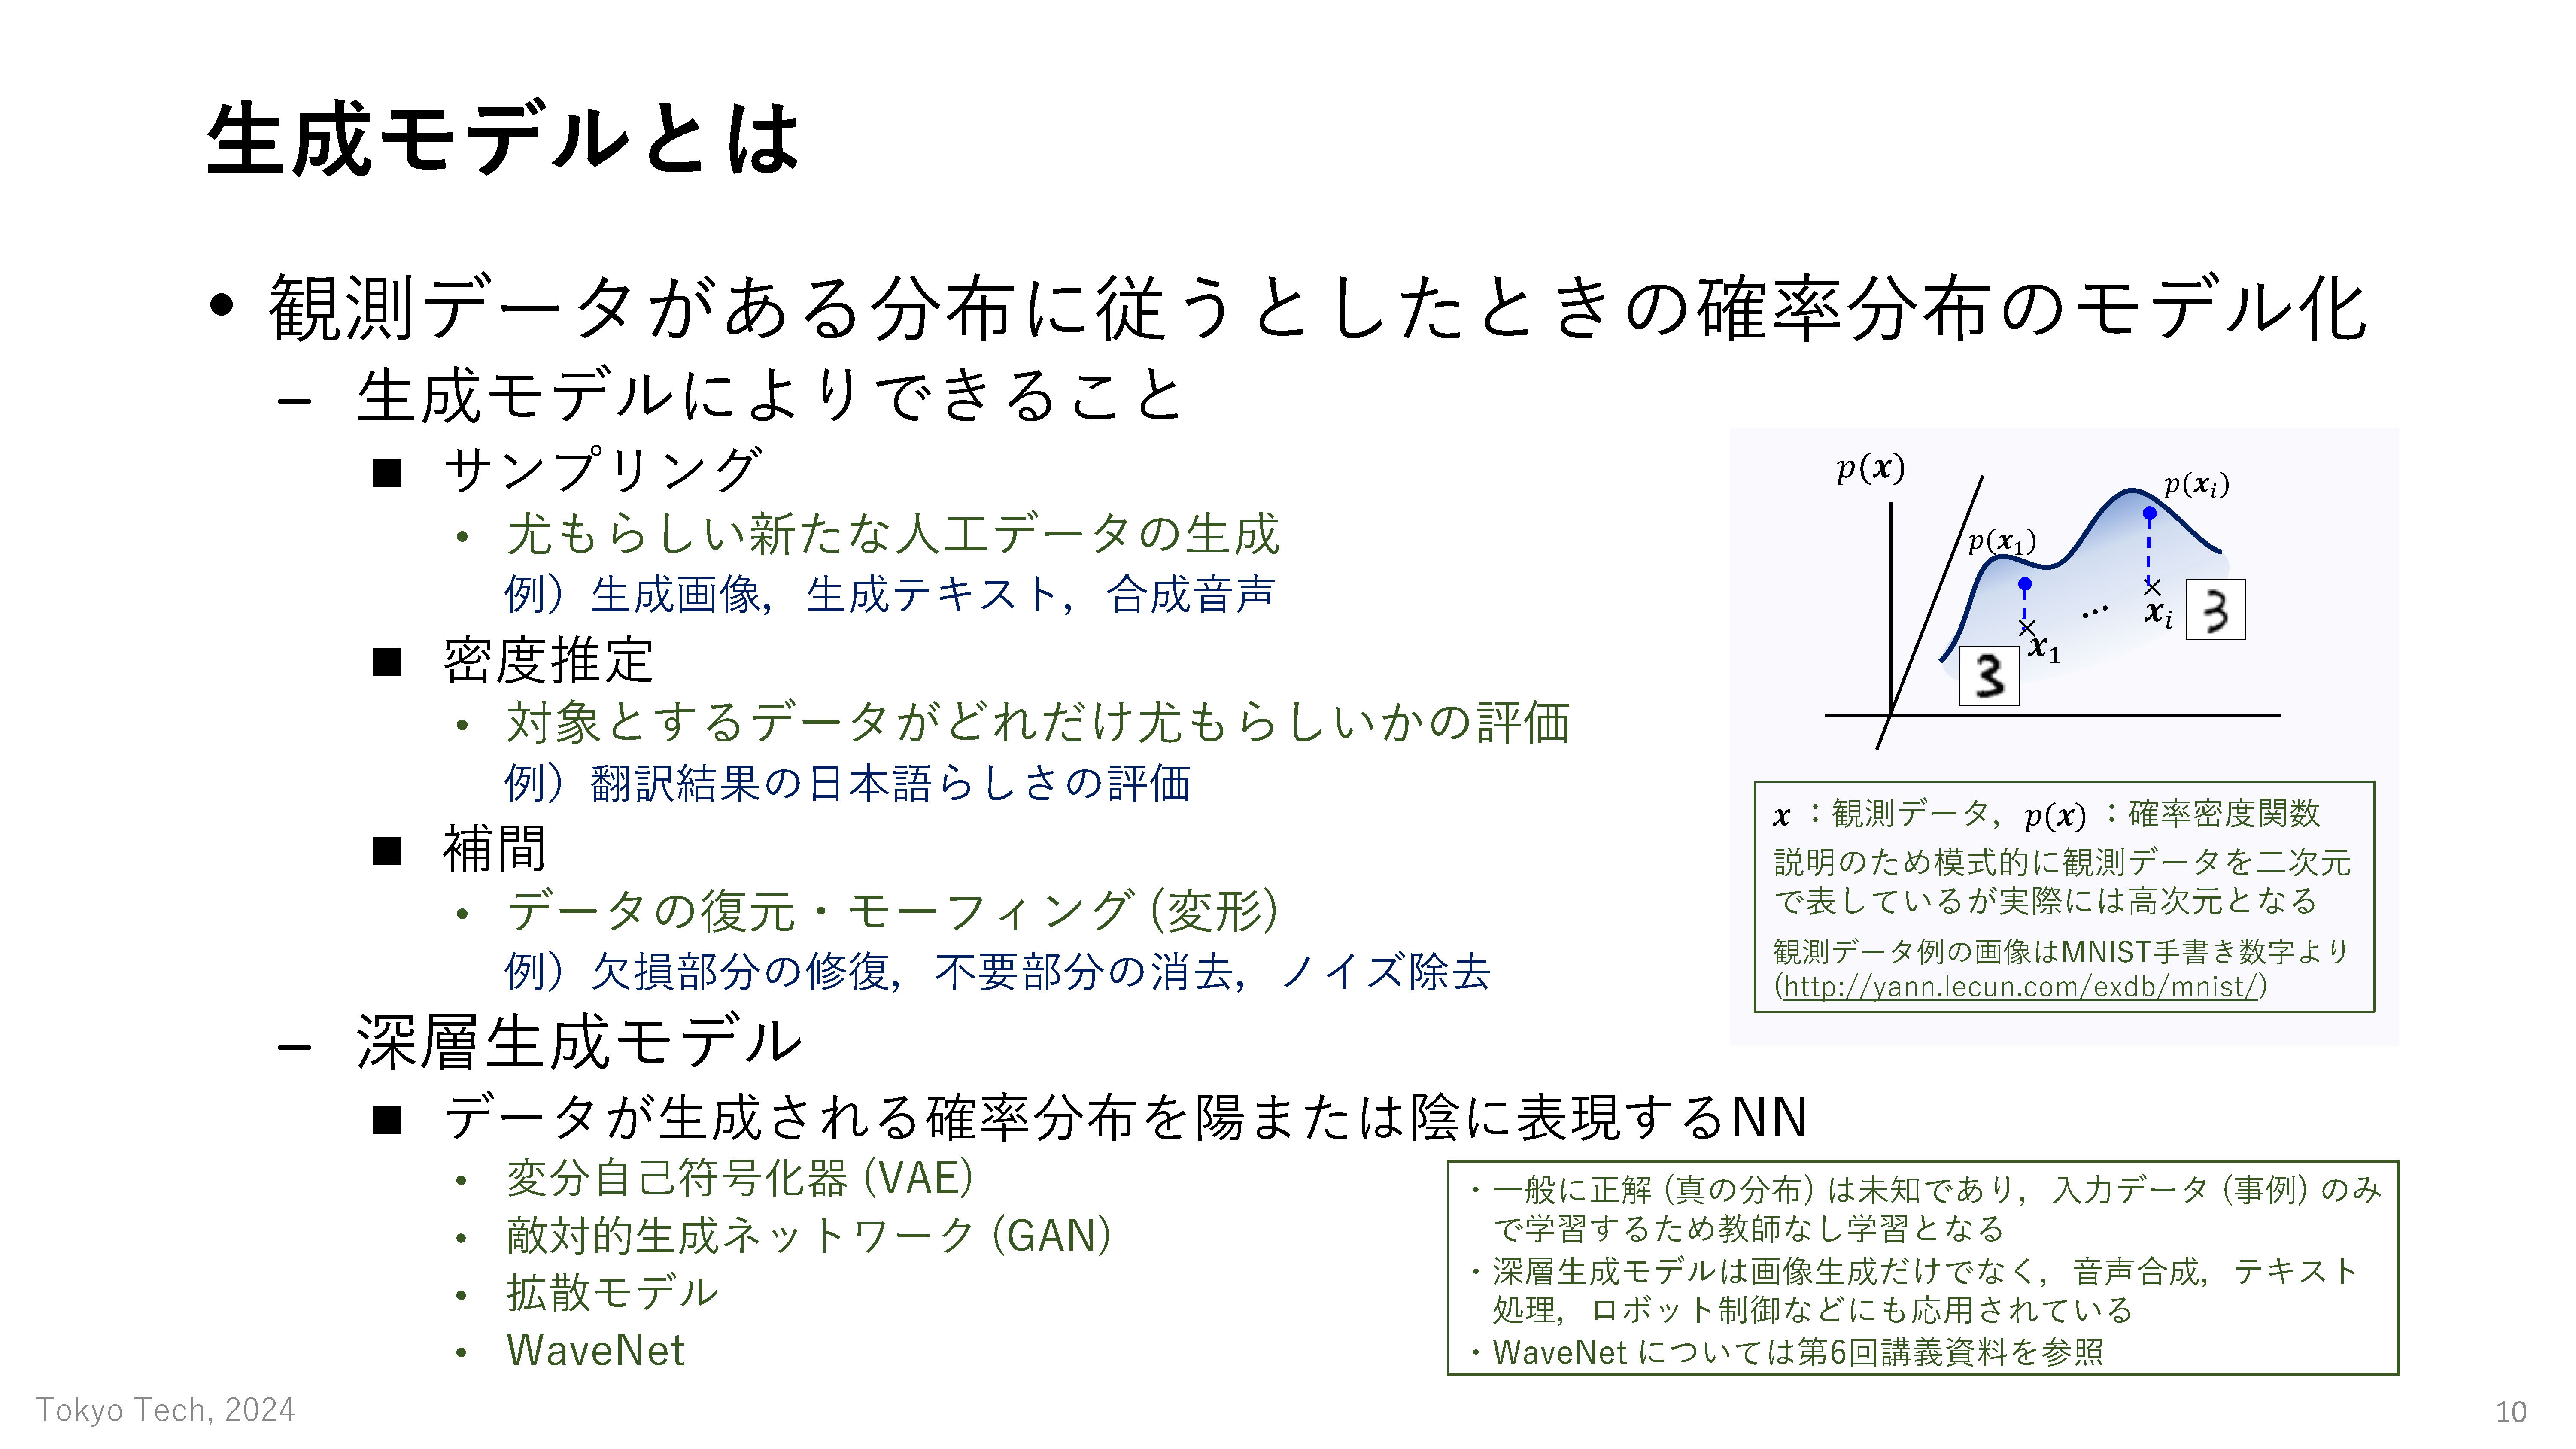 生成モデルとは
• 観測データがある分布に従うとしたときの確率分布のモデル化
– 生成モデルによりできること
■ サンプリング
• 尤もらしい新たな人工データの生成
例）生成画像，生成テキスト，合成音声
■ 密度推定
• 対象とするデータがどれだけ尤もらしいかの評価
例）翻訳結果の日本語らしさの評価
■ 補間
• データの復元・モーフィング (変形)
例）欠損部分の修復，不要部分の消去，ノイズ除去
– 深層生成モデル
■ データが生成される確率分布を陽または陰に表現するNN
• 変分自己符号化器 (VAE)
• 敵対的生成ネットワーク (GAN)
• 拡散モデル
• WaveNet
p(x)
p(x₁)
p(xᵢ)
x₁
…
xᵢ
3
3
x ：観測データ，p(x) ：確率密度関数
説明のため模式的に観測データを二次元
で表しているが実際には高次元となる
観測データ例の画像はMNIST手書き数字より
(http://yann.lecun.com/exdb/mnist/)
・一般に正解 (真の分布) は未知であり，入力データ (事例) のみ
で学習するため教師なし学習となる
・深層生成モデルは画像生成だけでなく，音声合成，テキスト
処理，ロボット制御などにも応用されている
・WaveNet については第6回講義資料を参照
Tokyo Tech, 2024
10